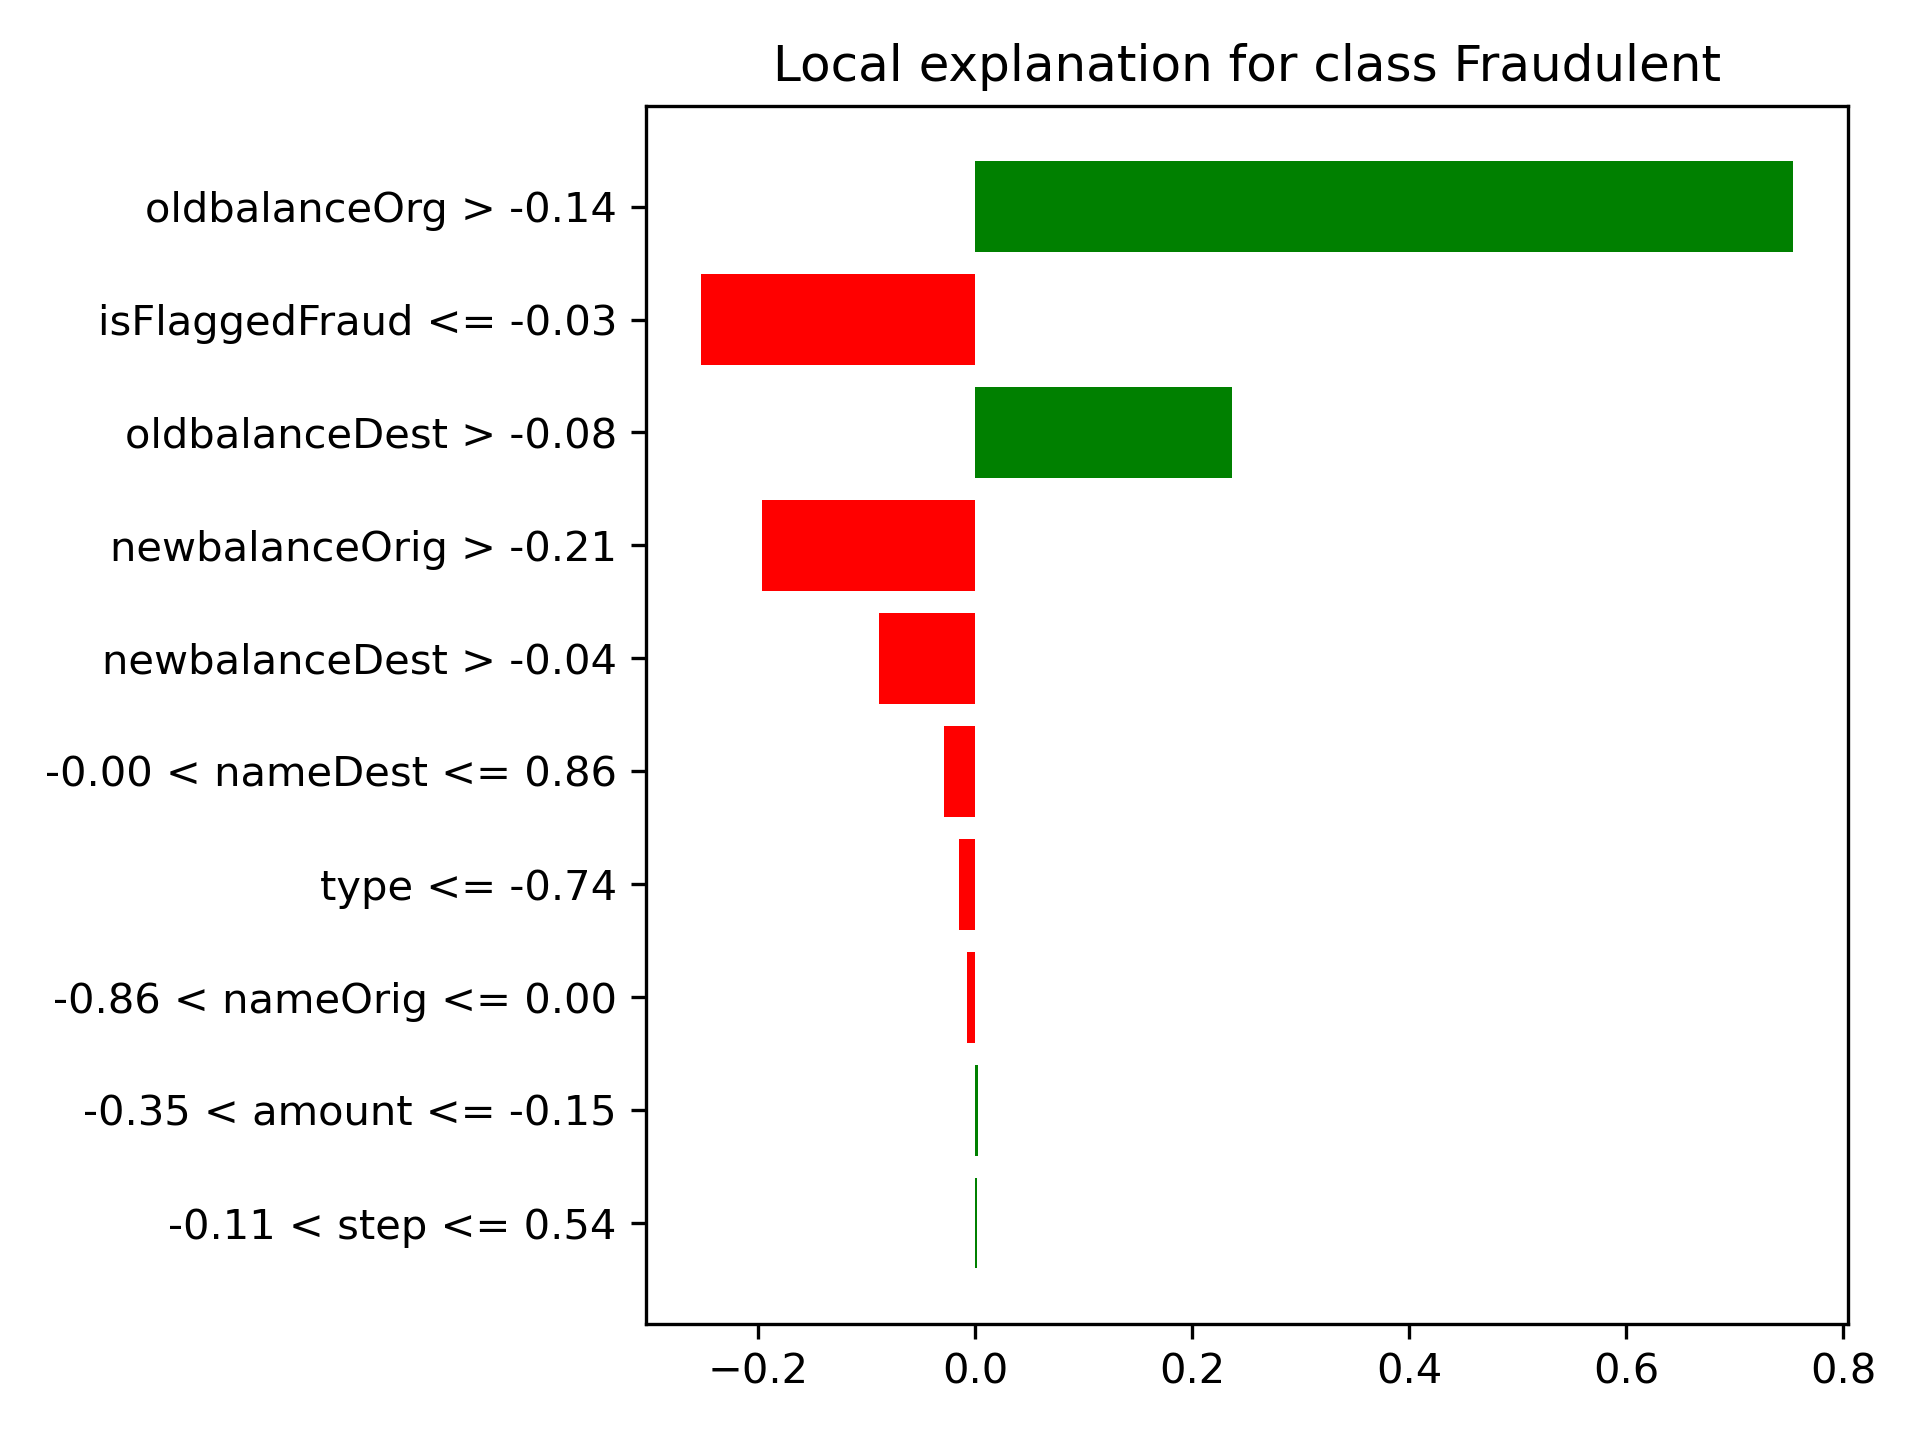 Local explanation for class Fraudulent
oldbalanceOrg > -0.14
isFlaggedFraud <= -0.03
oldbalanceDest > -0.08
newbalanceOrig > -0.21
newbalanceDest > -0.04
-0.00 < nameDest <= 0.86
type <= -0.74
-0.86 < nameOrig <= 0.00
-0.35 < amount <= -0.15
-0.11 < step <= 0.54
−0.2 0.0 0.2 0.4 0.6 0.8